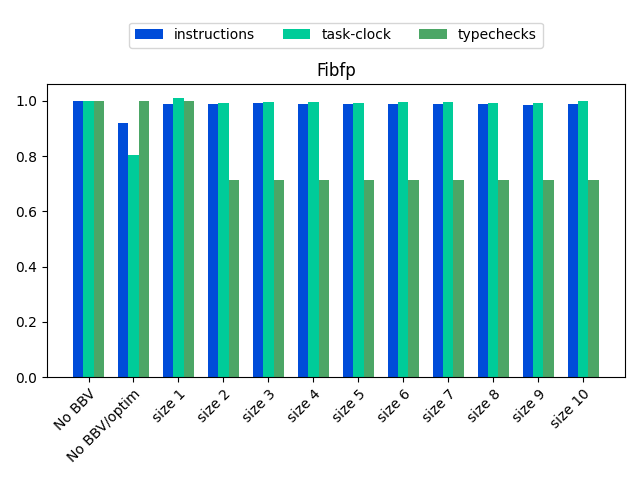 instructions task-clock typechecks
Fibfp
1.0
0.8
0.6
0.4
0.2
0.0
No BBV
No BBV/optim
size 1
size 2
size 3
size 4
size 5
size 6
size 7
size 8
size 9
size 10